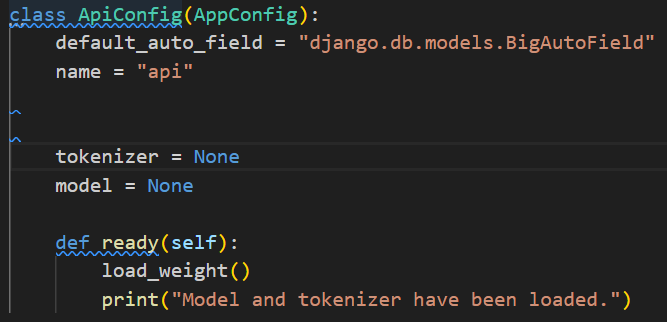 class ApiConfig(AppConfig):
    default_auto_field = "django.db.models.BigAutoField"
    name = "api"
    tokenizer = None
    model = None
    def ready(self):
        load_weight()
        print("Model and tokenizer have been loaded.")